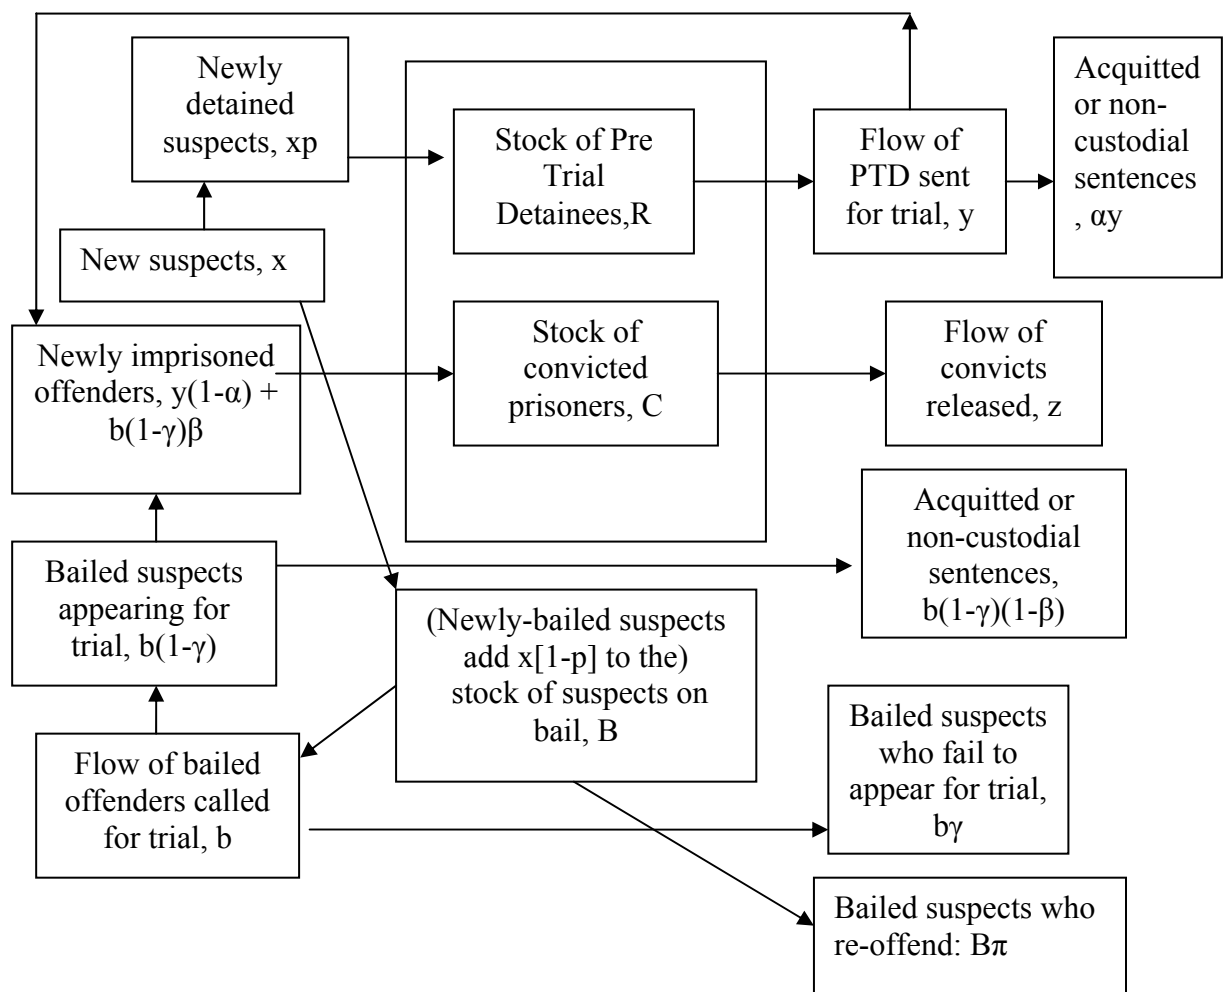 Newly
detained
suspects, xp
Stock of Pre
Trial
Detainees,R
Flow of
PTD sent
for trial, y
Acquitted
or non-
custodial
sentences
, αy
New suspects, x
Newly imprisoned
offenders, y(1-α) +
b(1-γ)β
Stock of
convicted
prisoners, C
Flow of
convicts
released, z
Acquitted or
non-custodial
sentences,
b(1-γ)(1-β)
Bailed suspects
appearing for
trial, b(1-γ)
(Newly-bailed suspects
add x[1-p] to the)
stock of suspects on
bail, B
Flow of bailed
offenders called
for trial, b
Bailed suspects
who fail to
appear for trial,
bγ
Bailed suspects who
re-offend: Bπ